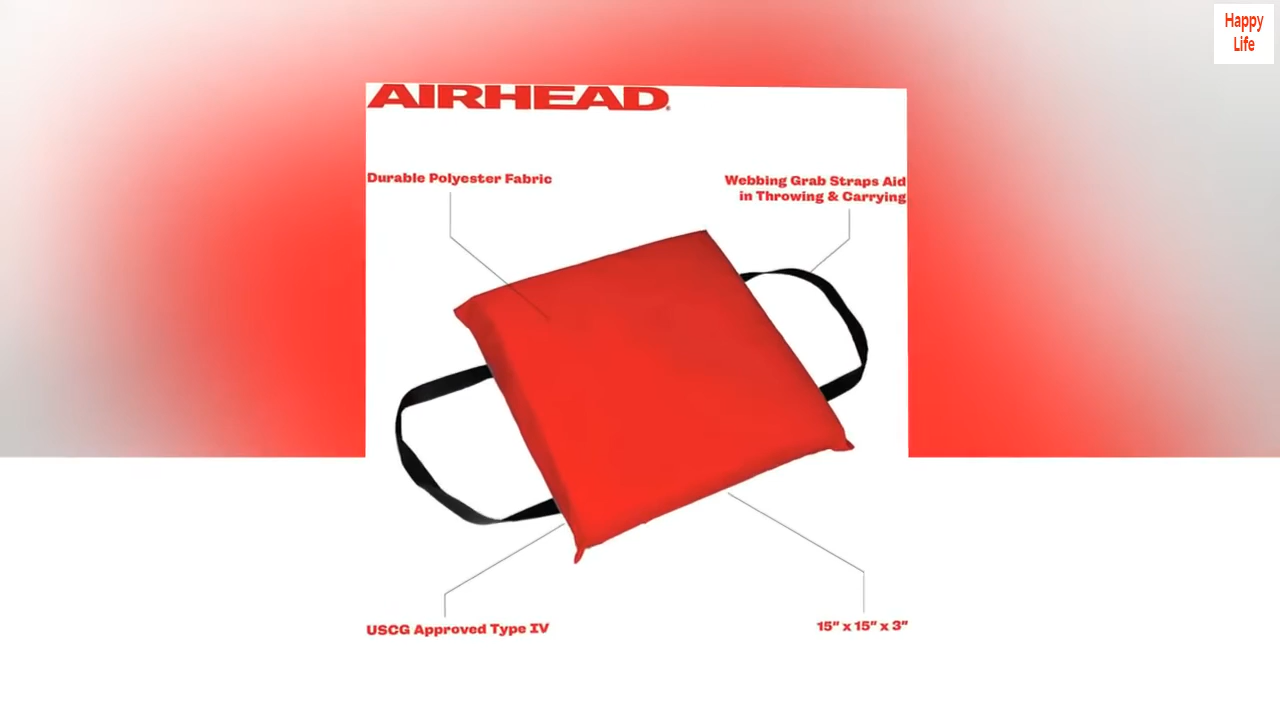 Happy
Life
AIRHEAD®
Durable Polyester Fabric
Webbing Grab Straps Aid
in Throwing & Carrying
USCG Approved Type IV
15" x 15" x 3"